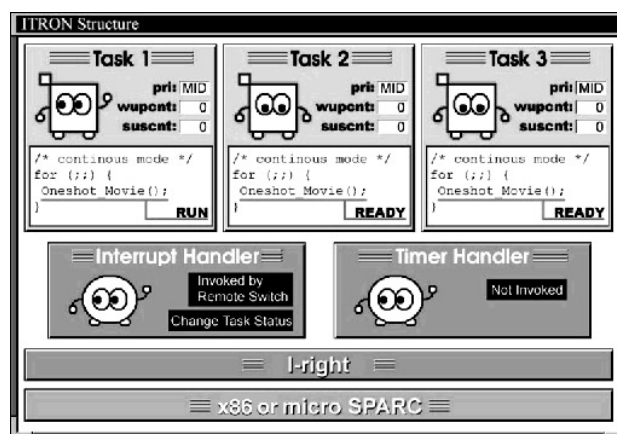 ITRON Structure
Task 1
pri: MID
wupcnt: 0
suscnt: 0
/* continous mode */
for (;;) {
Oneshot_Movie();
}
RUN
Task 2
pri: MID
wupcnt: 0
suscnt: 0
/* continous mode */
for (;;) {
Oneshot_Movie();
}
READY
Task 3
pri: MID
wupcnt: 0
suscnt: 0
/* continous mode */
for (;;) {
Oneshot_Movie();
}
READY
Interrupt Handler
Invoked by
Remote Switch
Change Task Status
Timer Handler
Not Invoked
I-right
x86 or micro SPARC